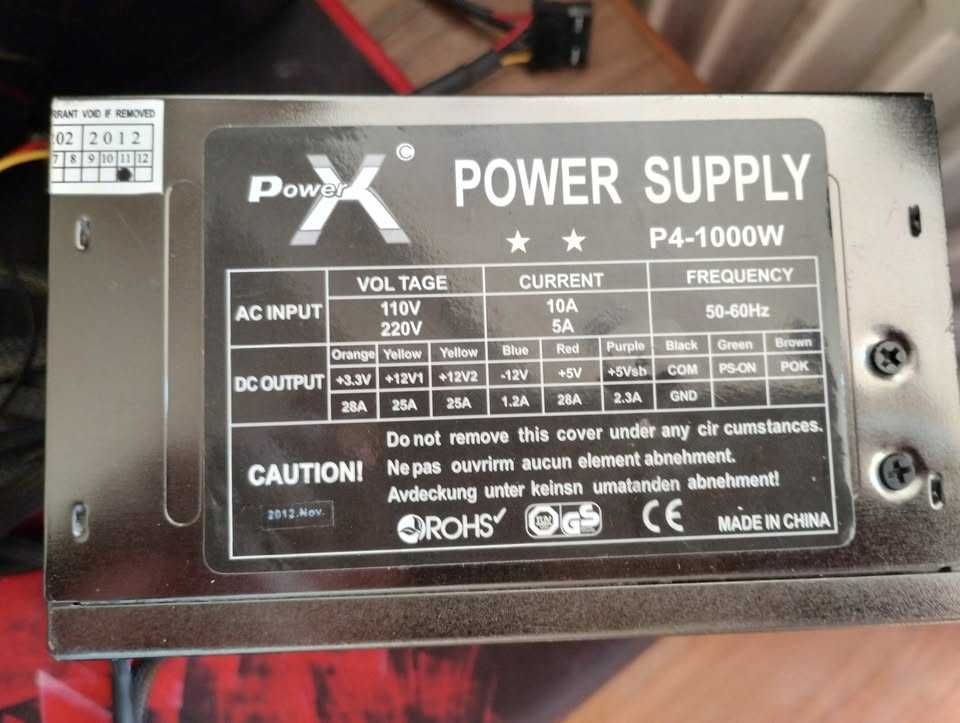 RRANT VOID IF REMOVED
02 2012
7 8 9 10 11 12
Power X ©
POWER SUPPLY
P4-1000W
AC INPUT
VOL TAGE CURRENT FREQUENCY
110V 10A 50-60Hz
220V 5A
DC OUTPUT
Orange Yellow Yellow Blue Red Purple Black Green Brown
+3.3V +12V1 +12V2 -12V +5V +5Vsb COM PS-ON POK
28A 25A 25A 1.2A 28A 2.3A GND
CAUTION!
Do not remove this cover under any cir cumstances.
Ne pas ouvrirm aucun element abnehment.
Avdeckung unter keinsn umatanden abnehment!
2012.Nov.
ROHS TUV GS CE MADE IN CHINA